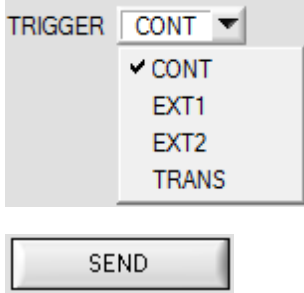 TRIGGER CONT
CONT
EXT1
EXT2
TRANS
SEND